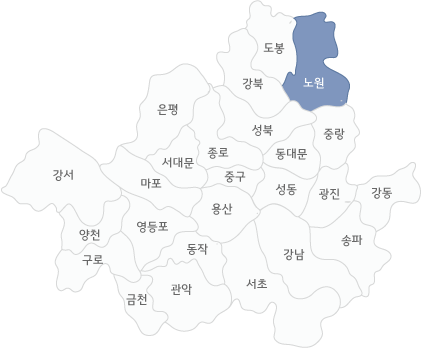 도봉
노원
강북
은평
성북
중랑
종로
동대문
서대문
강서
마포
중구
성동
광진
강동
용산
영등포
양천
송파
동작
강남
구로
서초
관악
금천